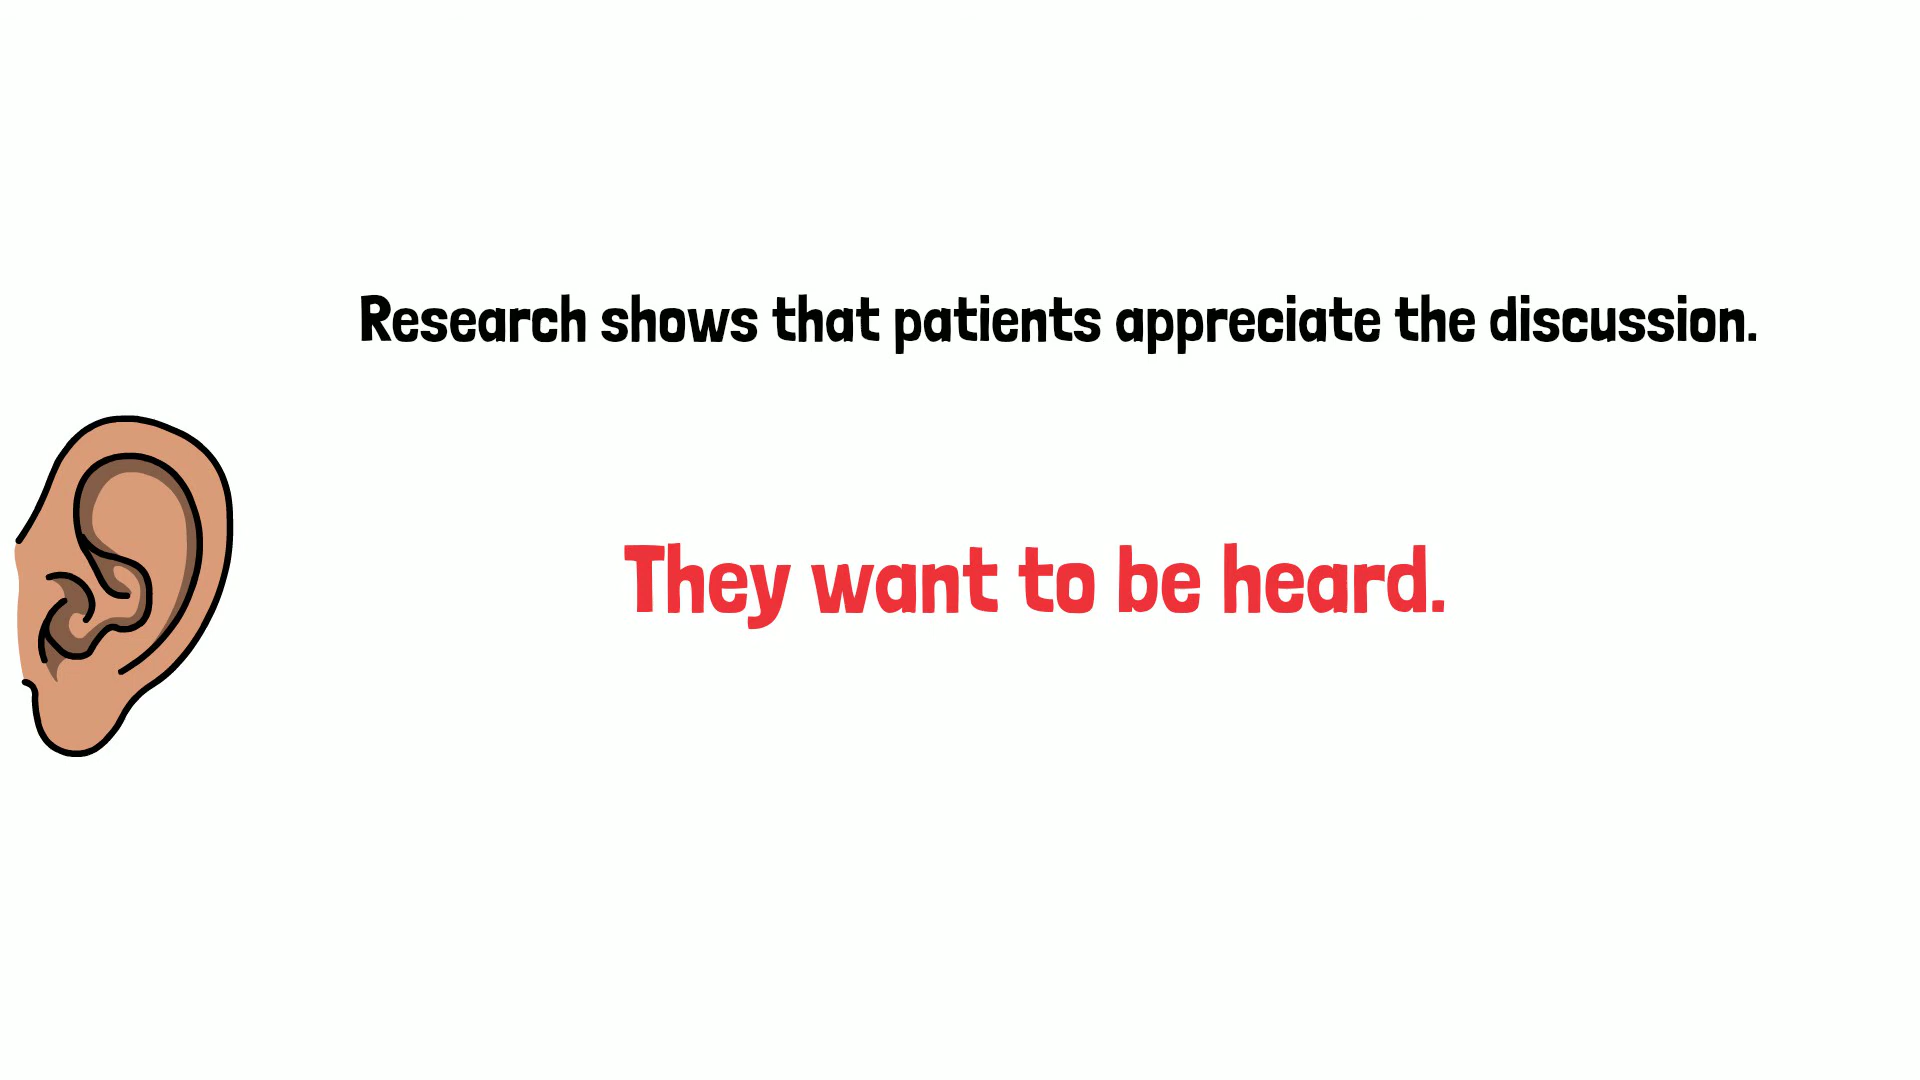 Research shows that patients appreciate the discussion.
They want to be heard.